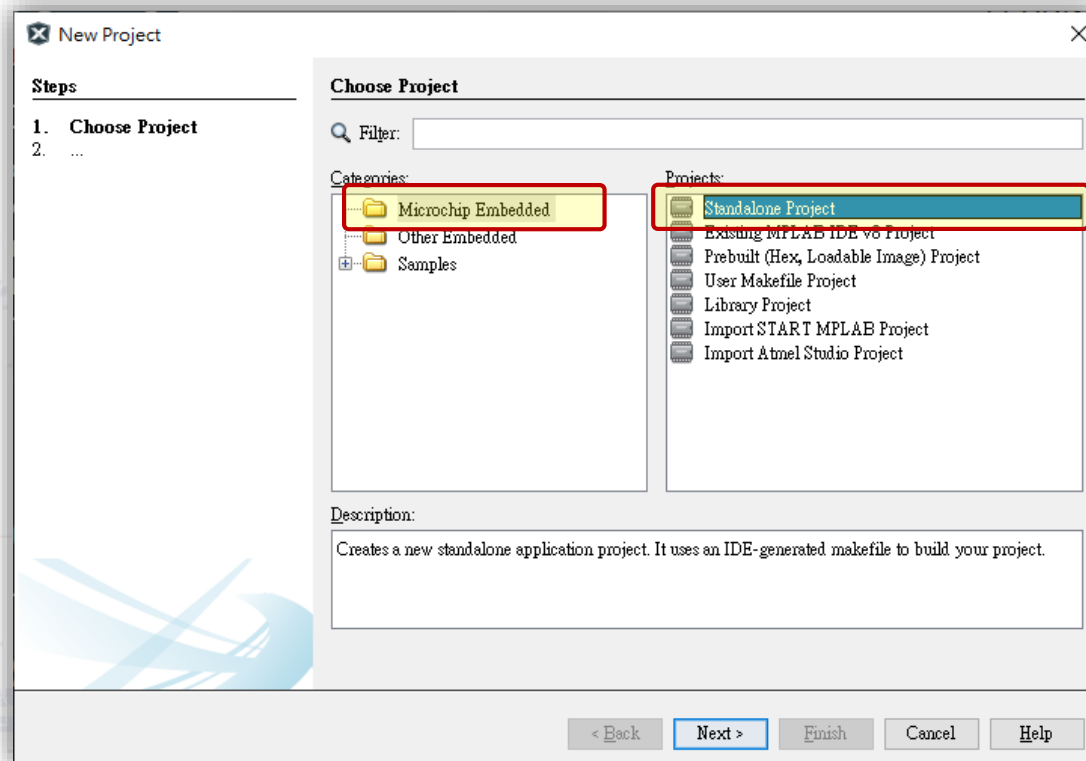 New Project
Steps
1. Choose Project
2. ...
Choose Project
Filter:
Categories:
Microchip Embedded
Other Embedded
Samples
Projects:
Standalone Project
Existing MPLAB IDE v8 Project
Prebuilt (Hex, Loadable Image) Project
User Makefile Project
Library Project
Import START MPLAB Project
Import Atmel Studio Project
Description:
Creates a new standalone application project. It uses an IDE-generated makefile to build your project.
< Back
Next >
Finish
Cancel
Help